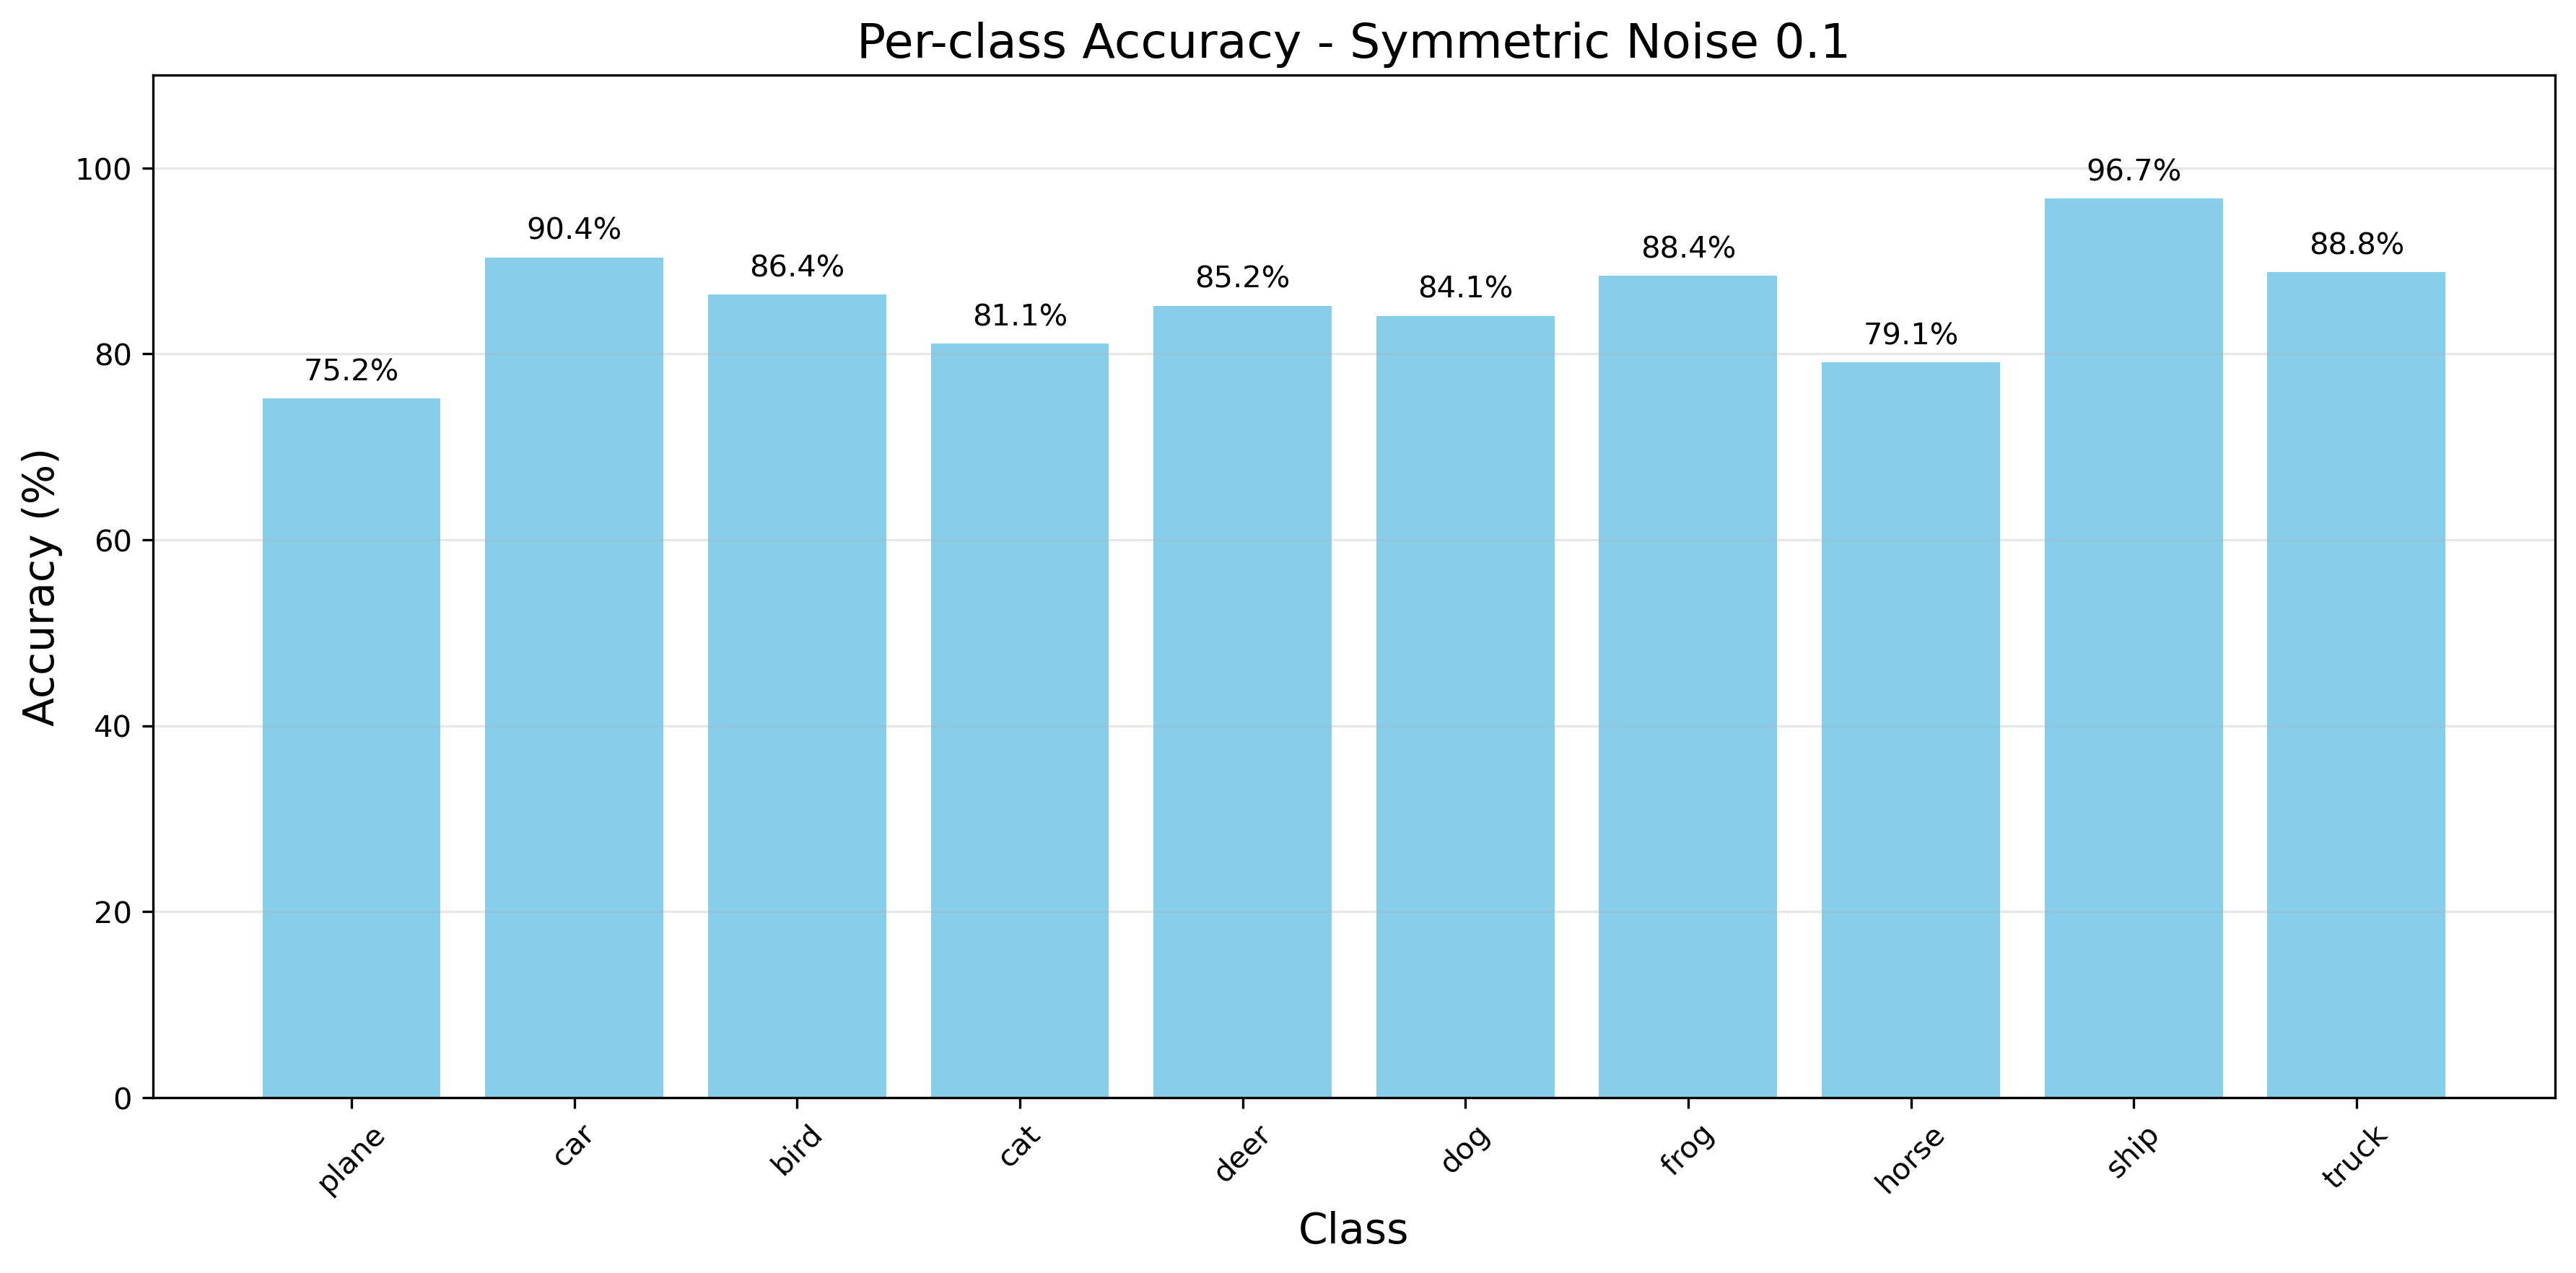 Per-class Accuracy - Symmetric Noise 0.1
Accuracy (%)
100
80
60
40
20
0
75.2%
90.4%
86.4%
81.1%
85.2%
84.1%
88.4%
79.1%
96.7%
88.8%
plane
car
bird
cat
deer
dog
frog
horse
ship
truck
Class